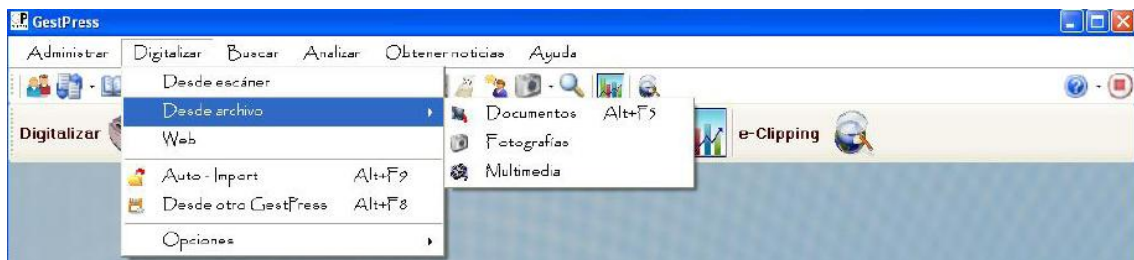 GestPress
Administrar Digitalizar Buscar Analizar Obtener noticias Ayuda
Desde escáner
Desde archivo
Documentos Alt+F5
Digitalizar
Web
Fotografías
e-Clipping
Multimedia
Auto - Import Alt+F9
Desde otro GestPress Alt+F8
Opciones